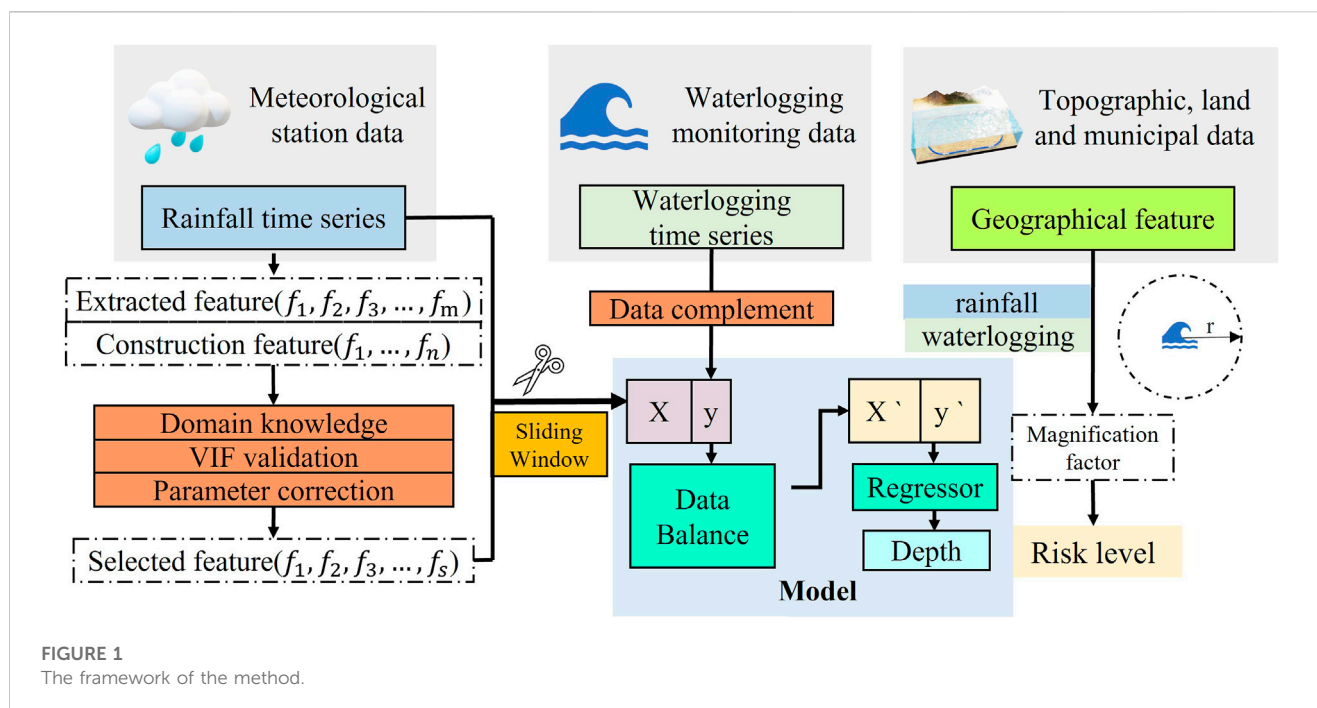 Meteorological
station data
Waterlogging
monitoring data
Topographic, land
and municipal data
Rainfall time series
Waterlogging
time series
Geographical feature
Extracted feature(f₁, f₂, f₃, …, fₘ)
Construction feature(f₁, …, fₙ)
Data complement
rainfall
waterlogging
r
Domain knowledge
VIF validation
Parameter correction
Sliding
Window
X
y
X `
y `
Magnification
factor
Data
Balance
Regressor
Depth
Risk level
Selected feature(f₁, f₂, f₃, …, fₛ)
Model
FIGURE 1
The framework of the method.